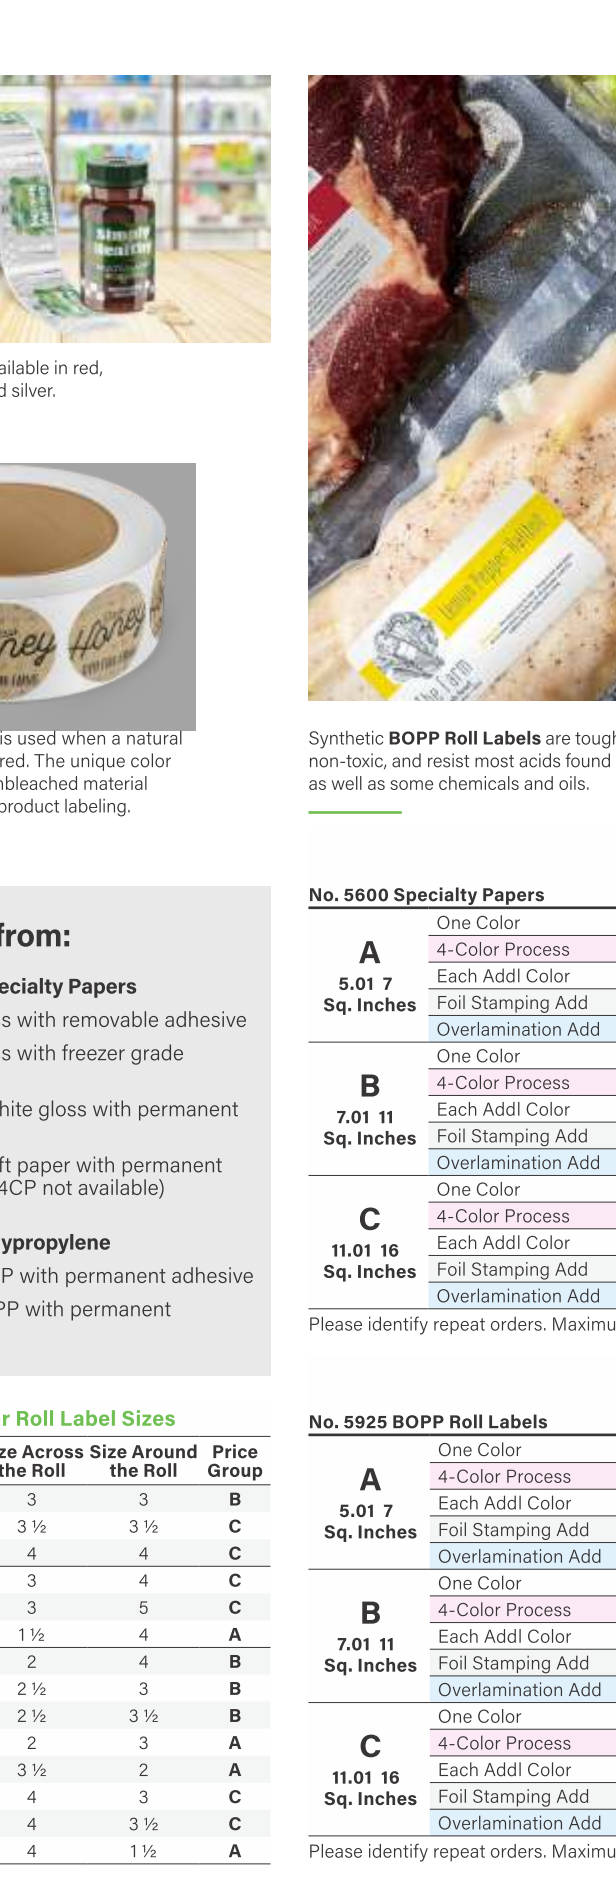 Simply
Healthy
ailable in red,
d silver.
ney
Honey
is used when a natural
red. The unique color
nbleached material
product labeling.
from:
ecialty Papers
s with removable adhesive
s with freezer grade
hite gloss with permanent
ft paper with permanent
4CP not available)
ypropylene
P with permanent adhesive
PP with permanent
r Roll Label Sizes
ze Across Size Around Price
the Roll the Roll Group
3 3 B
3 ½ 3 ½ C
4 4 C
3 4 C
3 5 C
1 ½ 4 A
2 4 B
2 ½ 3 B
2 ½ 3 ½ B
2 3 A
3 ½ 2 A
4 3 C
4 3 ½ C
4 1 ½ A
Lemon Pepper Halibut
The Farm
Synthetic BOPP Roll Labels are tough
non-toxic, and resist most acids found
as well as some chemicals and oils.
No. 5600 Specialty Papers
A
5.01 7
Sq. Inches
One Color
4-Color Process
Each Addl Color
Foil Stamping Add
Overlamination Add
B
7.01 11
Sq. Inches
One Color
4-Color Process
Each Addl Color
Foil Stamping Add
Overlamination Add
C
11.01 16
Sq. Inches
One Color
4-Color Process
Each Addl Color
Foil Stamping Add
Overlamination Add
Please identify repeat orders. Maximu
No. 5925 BOPP Roll Labels
A
5.01 7
Sq. Inches
One Color
4-Color Process
Each Addl Color
Foil Stamping Add
Overlamination Add
B
7.01 11
Sq. Inches
One Color
4-Color Process
Each Addl Color
Foil Stamping Add
Overlamination Add
C
11.01 16
Sq. Inches
One Color
4-Color Process
Each Addl Color
Foil Stamping Add
Overlamination Add
Please identify repeat orders. Maximu